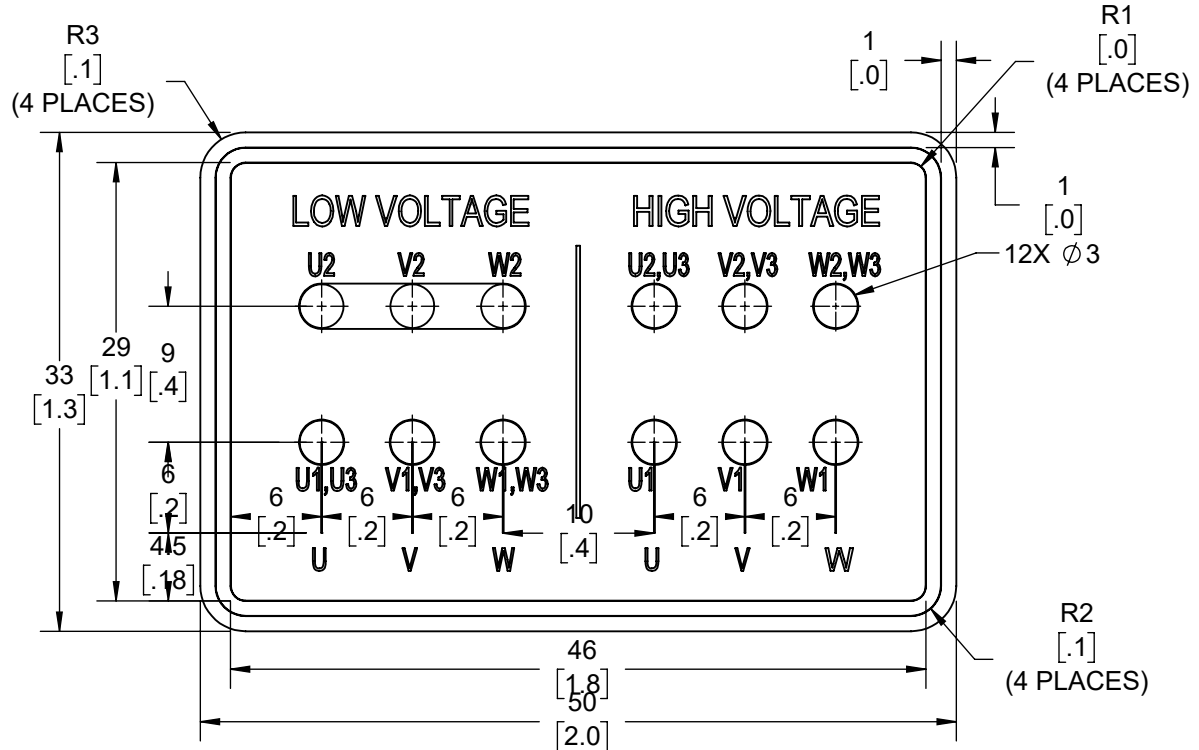 R3
[.1]
(4 PLACES)
1
[.0]
R1
[.0]
(4 PLACES)
1
[.0]
12X ∅ 3
LOW VOLTAGE
HIGH VOLTAGE
U2 V2 W2
U2,U3 V2,V3 W2,W3
33
[1.3]
29
[1.1]
9
[.4]
6
[.2]
4.5
[.18]
U1,U3 V1,V3 W1,W3
U1 V1 W1
6
[.2]
6
[.2]
6
[.2]
10
[.4]
6
[.2]
6
[.2]
U V W
U V W
R2
[.1]
(4 PLACES)
46
[1.8]
50
[2.0]